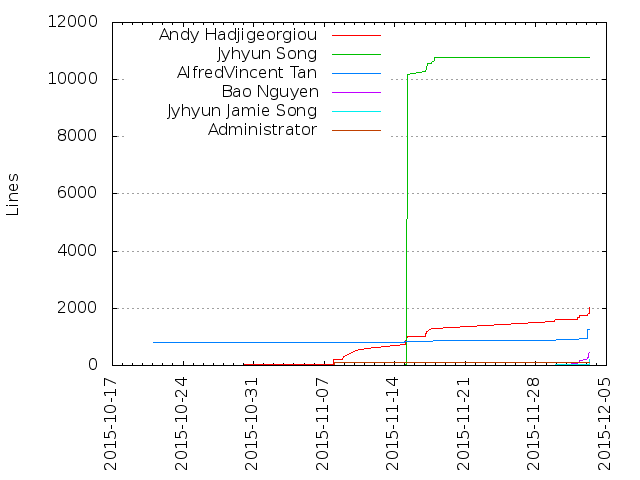 12000
10000
8000
6000
4000
2000
0
Lines
Andy Hadjigeorgiou
Jyhyun Song
AlfredVincent Tan
Bao Nguyen
Jyhyun Jamie Song
Administrator
2015-10-17
2015-10-24
2015-10-31
2015-11-07
2015-11-14
2015-11-21
2015-11-28
2015-12-05